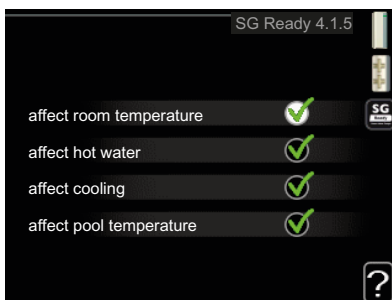 SG Ready 4.1.5
SG
Ready
affect room temperature
affect hot water
affect cooling
affect pool temperature
?